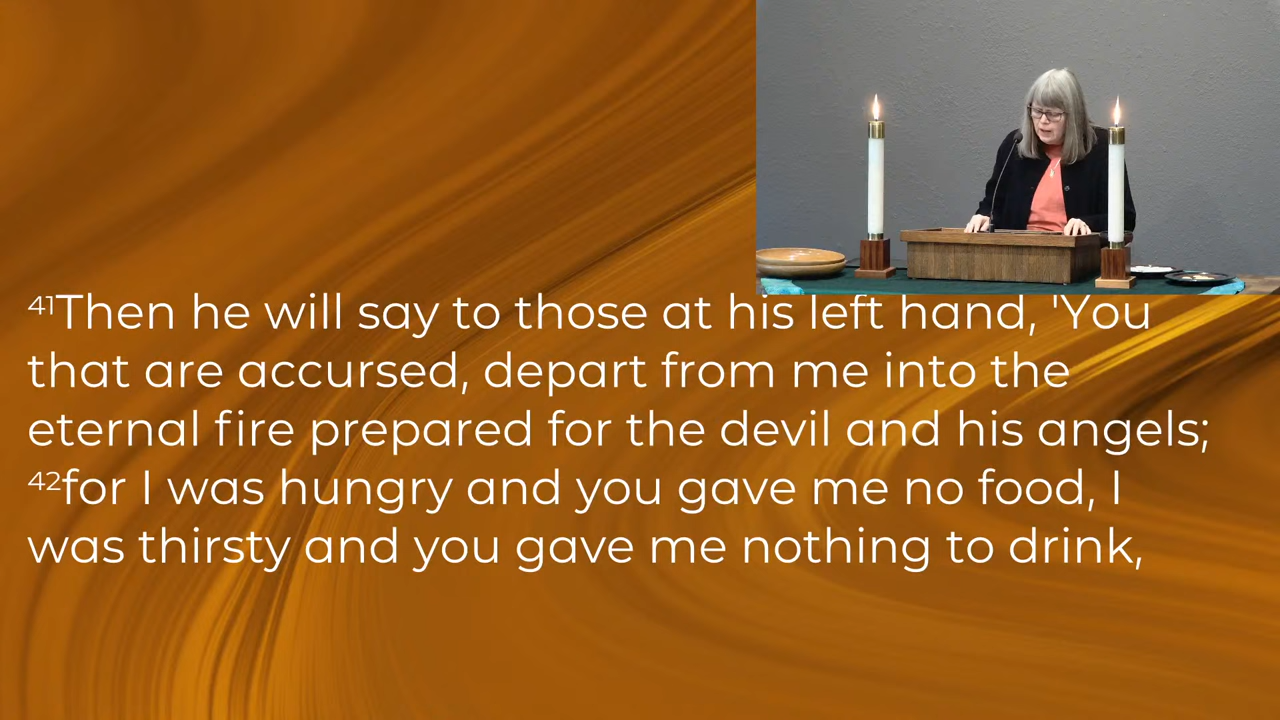 41Then he will say to those at his left hand, 'You
that are accursed, depart from me into the
eternal fire prepared for the devil and his angels;
42for I was hungry and you gave me no food, I
was thirsty and you gave me nothing to drink,